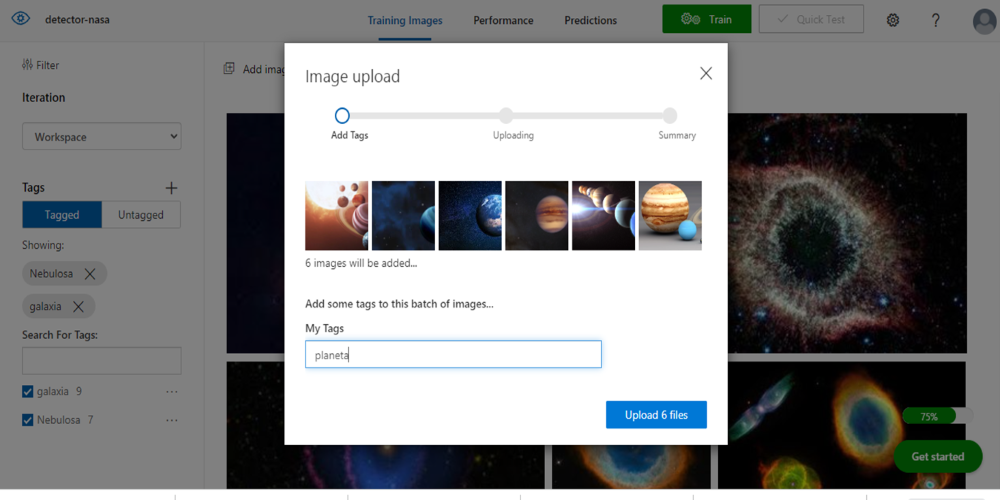 detector-nasa
Training Images
Performance
Predictions
Train
Quick Test
?
Filter
Iteration
Workspace
Tags
Tagged
Untagged
Showing:
Nebulosa
galaxia
Search For Tags:
galaxia 9
Nebulosa 7
Add imag
Image upload
Add Tags
Uploading
Summary
6 images will be added...
Add some tags to this batch of images...
My Tags
planeta
Upload 6 files
75%
Get started